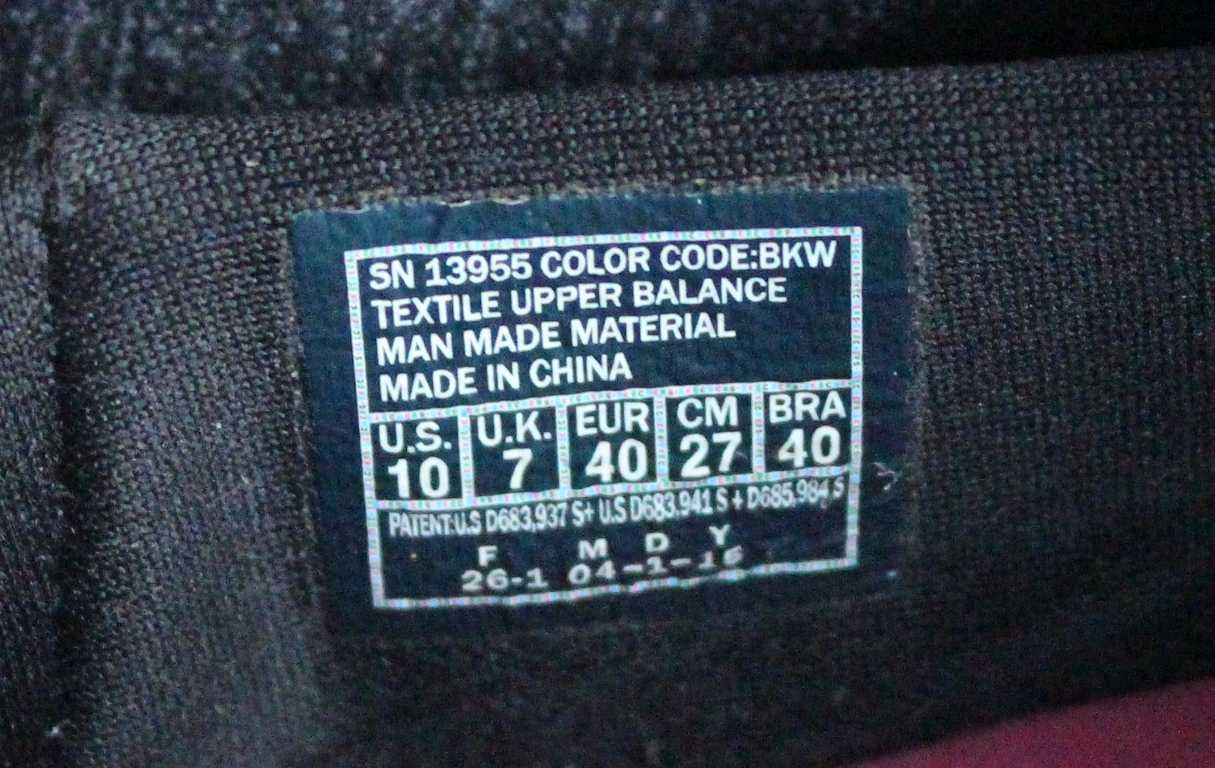 SN 13955 COLOR CODE:BKW
TEXTILE UPPER BALANCE
MAN MADE MATERIAL
MADE IN CHINA
U.S. U.K. EUR CM BRA
10 7 40 27 40
PATENT:U.S D683,937 S+ U.S D683.941 S + D685.984 S
F M D Y
26-1 04-1-15